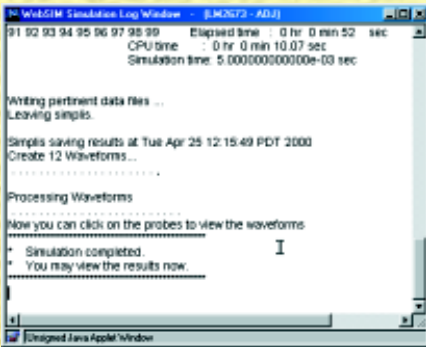 WebSIM Simulation Log Window - (LM2673 - ADJ)
91 92 93 94 95 96 97 98 99 Elapsed time : 0 hr 0 min 52 sec
CPU time : 0 hr 0 min 10.07 sec
Simulation time: 5.000000000000e-03 sec
Writing pertinent data files ...
Leaving simplis.
Simplis saving results at Tue Apr 25 12:15:49 PDT 2000
Create 12 Waveforms...
. . . . . . . . . . . . . . . . . . . . . .
Processing Waveforms
. . . . . . . . . . . . . . . . . . . . . . . . .
Now you can click on the probes to view the waveforms
************************************************
* Simulation completed.
* You may view the results now.
************************************************
Unsigned Java Applet Window